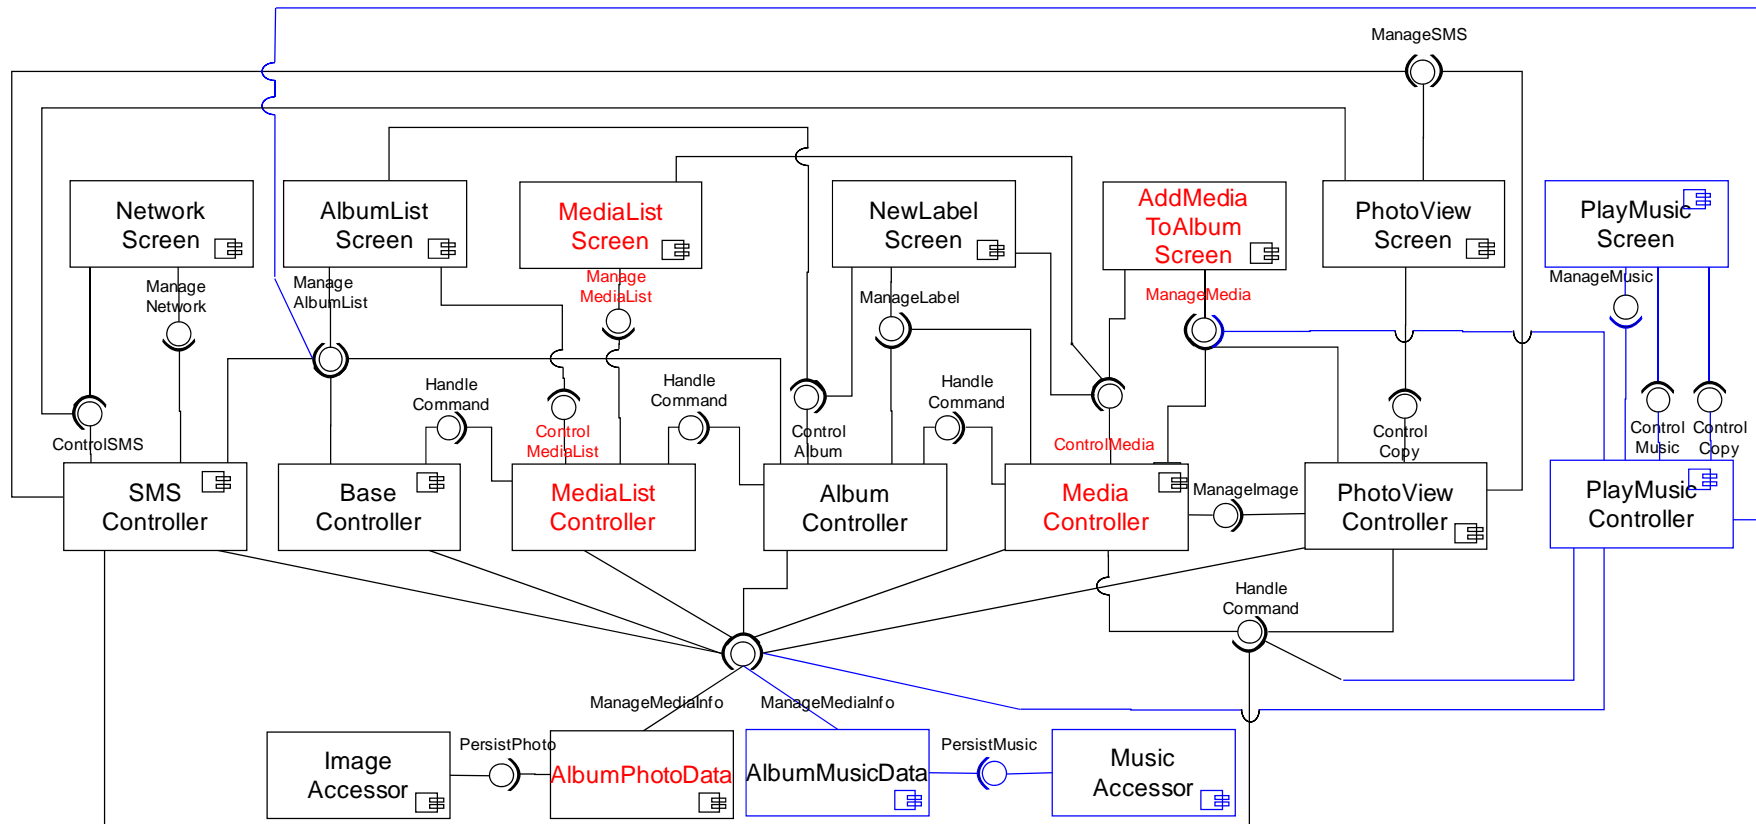 ManageSMS
Network
Screen
AlbumList
Screen
MediaList
Screen
NewLabel
Screen
AddMedia
ToAlbum
Screen
PhotoView
Screen
PlayMusic
Screen
Manage
Network
Manage
AlbumList
Manage
MediaList
ManageLabel
ManageMedia
ManageMusic
ControlSMS
Handle
Command
Control
MediaList
Handle
Command
Control
Album
Handle
Command
ControlMedia
Control
Copy
Control
Music
Control
Copy
SMS
Controller
Base
Controller
MediaList
Controller
Album
Controller
Media
Controller
ManageImage
PhotoView
Controller
PlayMusic
Controller
Handle
Command
ManageMediaInfo
ManageMediaInfo
Image
Accessor
PersistPhoto
AlbumPhotoData
AlbumMusicData
PersistMusic
Music
Accessor